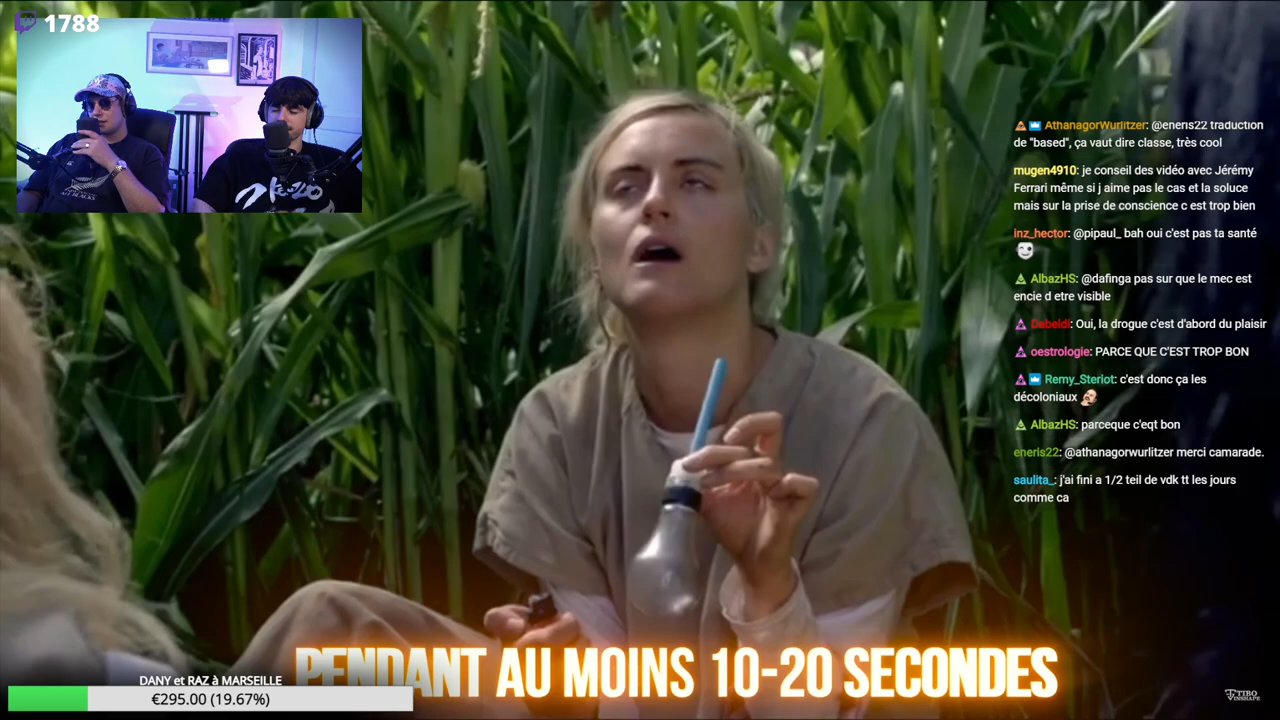 1788
AthanagorWurlitzer: @eneris22 traduction
de "based", ça vaut dire classe, très cool
mugen4910: je conseil des vidéo avec Jérémy
Ferrari même si j aime pas le cas et la soluce
mais sur la prise de conscience c est trop bien
inz_hector: @pipaul_ bah oui c'est pas ta santé
AlbazHS: @dafinga pas sur que le mec est
encie d etre visible
Dabeldi: Oui, la drogue c'est d'abord du plaisir
oestrologie: PARCE QUE C'EST TROP BON
Remy_Steriot: c'est donc ça les
décoloniaux
AlbazHS: parceque c'eqt bon
eneris22: @athanagorwurlitzer merci camarade.
saulita_: j'ai fini a 1/2 teil de vdk tt les jours
comme ca
PENDANT AU MOINS 10-20 SECONDES
DANY et RAZ à MARSEILLE
€295.00 (19.67%)
TIBO
INSHAPE